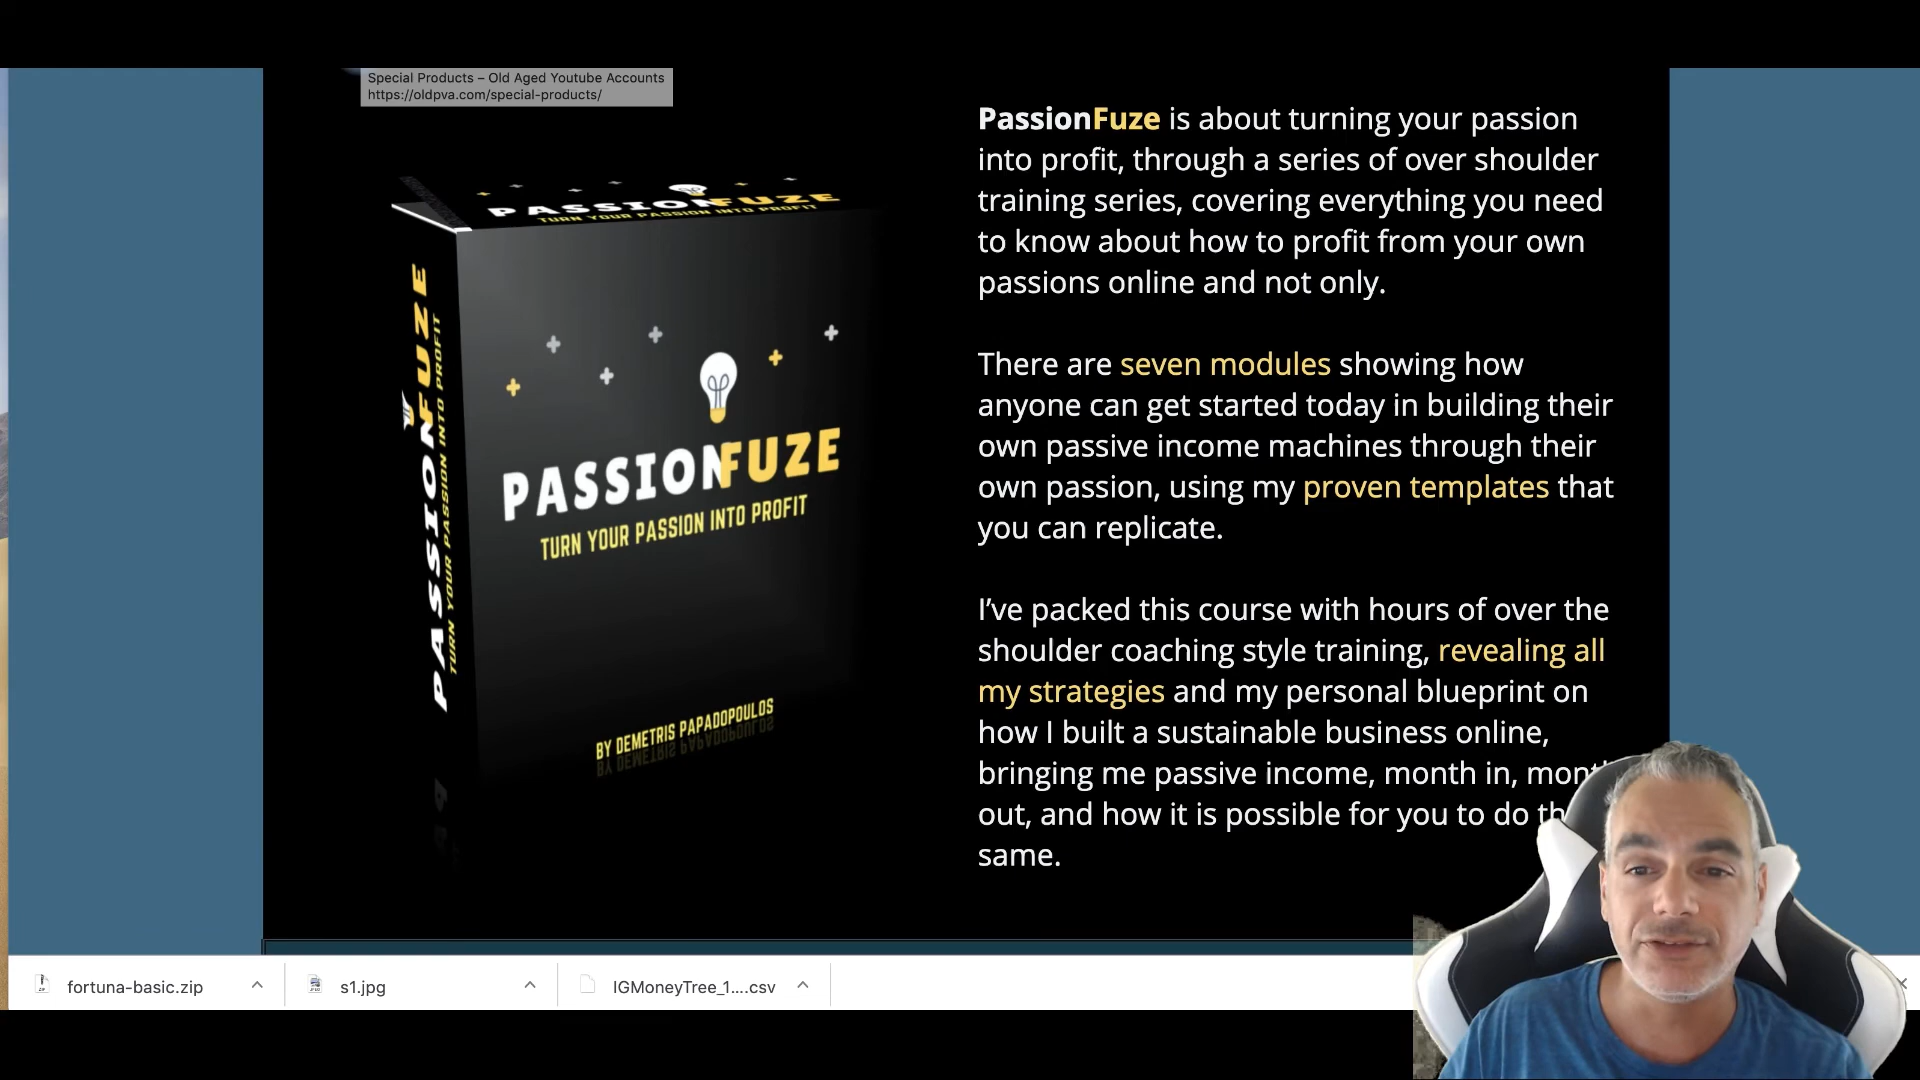 Special Products – Old Aged Youtube Accounts
https://oldpva.com/special-products/
PASSIONFUZE
TURN YOUR PASSION INTO PROFIT
PASSIONFUZE
TURN YOUR PASSION INTO PROFIT
PASSIONFUZE
TURN YOUR PASSION INTO PROFIT
BY DEMETRIS PAPADOPOULOS
PassionFuze is about turning your passion
into profit, through a series of over shoulder
training series, covering everything you need
to know about how to profit from your own
passions online and not only.
There are seven modules showing how
anyone can get started today in building their
own passive income machines through their
own passion, using my proven templates that
you can replicate.
I’ve packed this course with hours of over the
shoulder coaching style training, revealing all
my strategies and my personal blueprint on
how I built a sustainable business online,
bringing me passive income, month in, month
out, and how it is possible for you to do the
same.
fortuna-basic.zip
s1.jpg
IGMoneyTree_1....csv